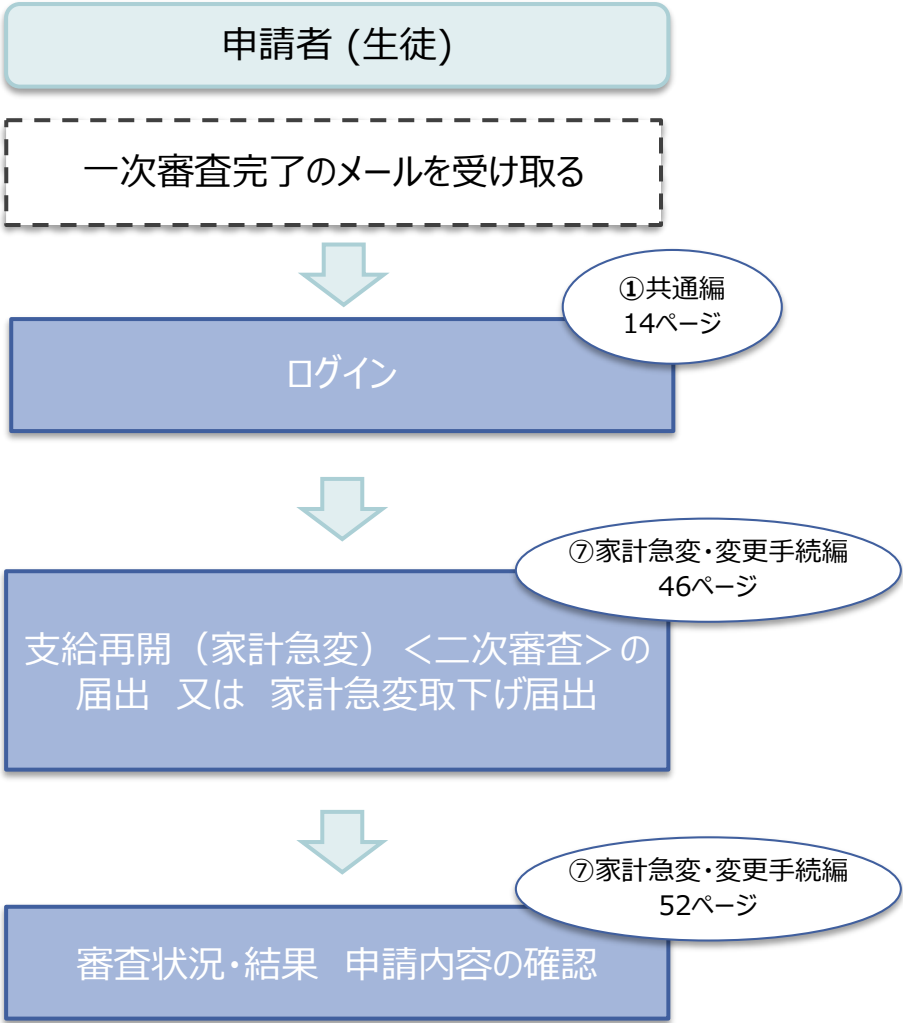 申請者 (生徒)
一次審査完了のメールを受け取る
①共通編
14ページ
ログイン
⑦家計急変・変更手続編
46ページ
支給再開（家計急変）＜二次審査＞の
届出　又は　家計急変取下げ届出
⑦家計急変・変更手続編
52ページ
審査状況・結果　申請内容の確認